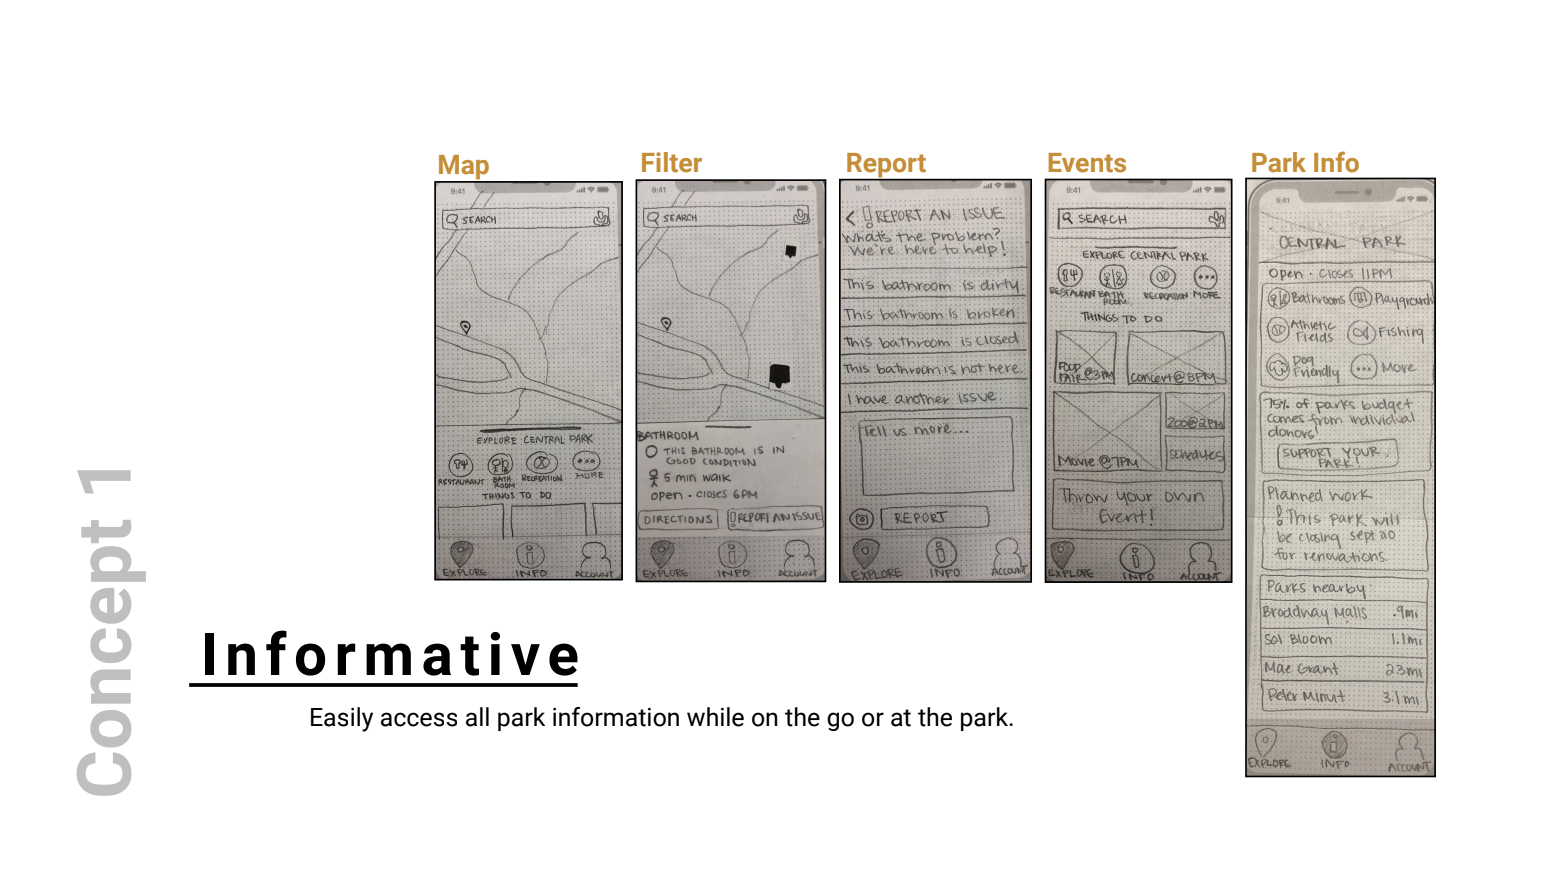 Concept 1
Map
9:41
SEARCH
EXPLORE CENTRAL PARK
RESTAURANT
BATH
ROOM
RECREATION
MORE
THINGS TO DO
EXPLORE
INFO
ACCOUNT
Filter
9:41
SEARCH
BATHROOM
THIS BATHROOM IS IN
GOOD CONDITION
5 min walk
open · closes 6PM
DIRECTIONS
! REPORT AN ISSUE
EXPLORE
INFO
ACCOUNT
Report
9:41
< ! REPORT AN ISSUE
What's the problem?
We're here to help!
This bathroom is dirty.
This bathroom is broken.
This bathroom is closed
This bathroom is not here.
I have another issue.
Tell us more...
REPORT
EXPLORE
INFO
ACCOUNT
Events
9:41
SEARCH
EXPLORE CENTRAL PARK
RESTAURANT
BATH
ROOM
RECREATION
MORE
THINGS TO DO
FOOD
FAIR @3PM
Concert @ 8PM
Movie @ 7PM
Zoo @ 2PM
Schedules
Throw your own
Event!
EXPLORE
INFO
ACCOUNT
Park Info
9:41
CENTRAL PARK
Open · Closes 11PM
Bathrooms
Playground
Athletic
Fields
Fishing
Dog
Friendly
More
75% of parks budget
comes from individual
donors!
SUPPORT YOUR
PARK!
Planned work
! This park will
be closing sept 20
for renovations.
Parks nearby:
Broadway Malls .9mi
Sol Bloom 1.1mi
Mae Grant 2.3mi
Peter Minuit 3.1mi
EXPLORE
INFO
ACCOUNT
Informative
Easily access all park information while on the go or at the park.